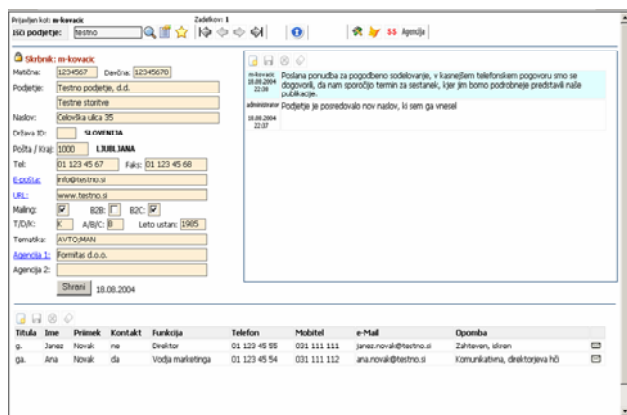 Prijavljen kot: m-kovacic Zadetkov: 1
Išči podjetje: testno $$ Agencija
Skrbnik: m-kovacic
Matična: 1234567 Davčna: 12345678
Podjetje: Testno podjetje, d.d.
Testne storitve
Naslov: Celovška ulca 35
Država ID: SLOVENIJA
Pošta / Kraj: 1000 LJUBLJANA
Tel: 01 123 45 67 Faks: 01 123 45 68
E-pošta: info@testno.si
URL: www.testno.si
Mailing: B2B: B2C:
T/D/K: K A/B/C: B Leto ustan: 1985
Tematika: AVTO;MAN
Agencija 1: Formitas d.o.o.
Agencija 2:
Shrani 18.08.2004
m-kovacic
18.08.2004
22:08
Poslana ponudba za pogodbeno sodelovanje, v kasnejšem telefonskem pogovoru smo se
dogovorili, da nam sporočijo termin za sestanek, kjer jim bomo podrobneje predstavili naše
publikacije.
administrator Podjetje je posredovalo nov naslov, ki sem ga vnesel
18.08.2004
22:07
Titula Ime Priimek Kontakt Funkcija Telefon Mobitel e-Mail Opomba
g. Janez Novak ne Direktor 01 123 45 55 031 111 111 janez.novak@testno.si Zahteven, iskren
ga. Ana Novak da Vodja marketinga 01 123 45 54 031 111 112 ana.novak@testno.si Komunikativna, direktorjeva hči